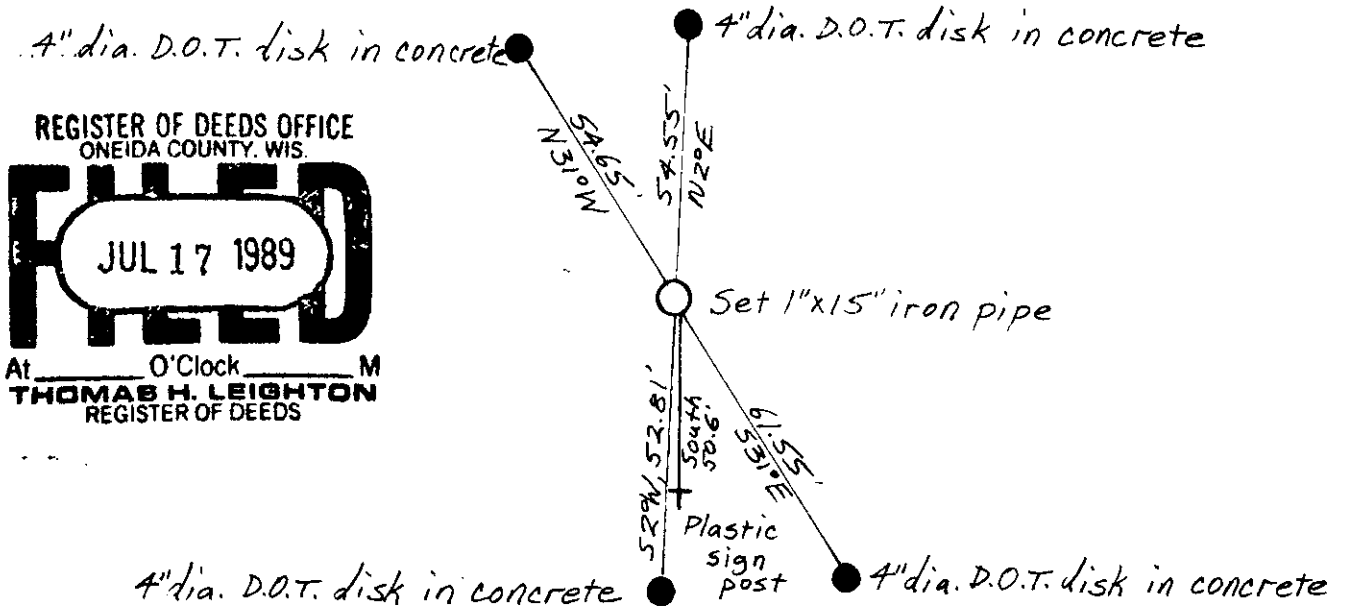 4" dia. D.O.T. disk in concrete
4" dia. D.O.T. disk in concrete
REGISTER OF DEEDS OFFICE
ONEIDA COUNTY, WIS.
FILED
JUL 17 1989
At ________ O'Clock ________ M
THOMAS H. LEIGHTON
REGISTER OF DEEDS
54.65'
N31°W
54.55'
N2°E
Set 1"x15" iron pipe
S2°W, 52.81'
South
50.6'
61.55'
S31°E
Plastic
sign
post
4" dia. D.O.T. disk in concrete
4" dia. D.O.T. disk in concrete